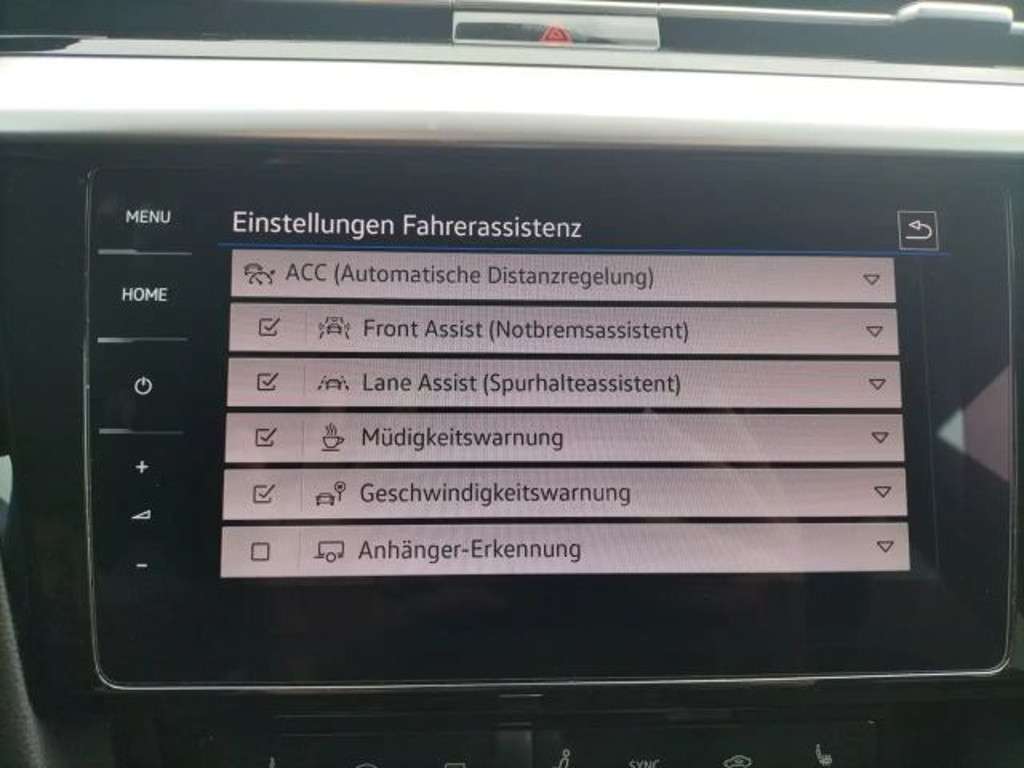 MENU
Einstellungen Fahrerassistenz
HOME
ACC (Automatische Distanzregelung)
Front Assist (Notbremsassistent)
Lane Assist (Spurhalteassistent)
Müdigkeitswarnung
+
Geschwindigkeitswarnung
Anhänger-Erkennung
-
SYNC